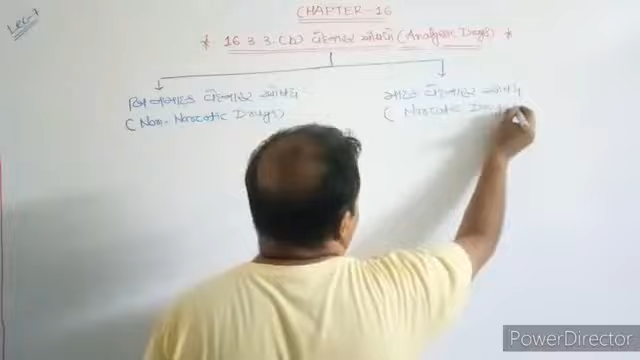 LEC-7
CHAPTER-16
* 16.3.3.(b) વેદનાહર ઔષધો (Analgesic Drugs) *
બિનમાદક વેદનાહર ઔષધ
(Non-Narcotic Drugs)
માદક વેદનાહર ઔષધ
(Narcotic Drugs
PowerDirector